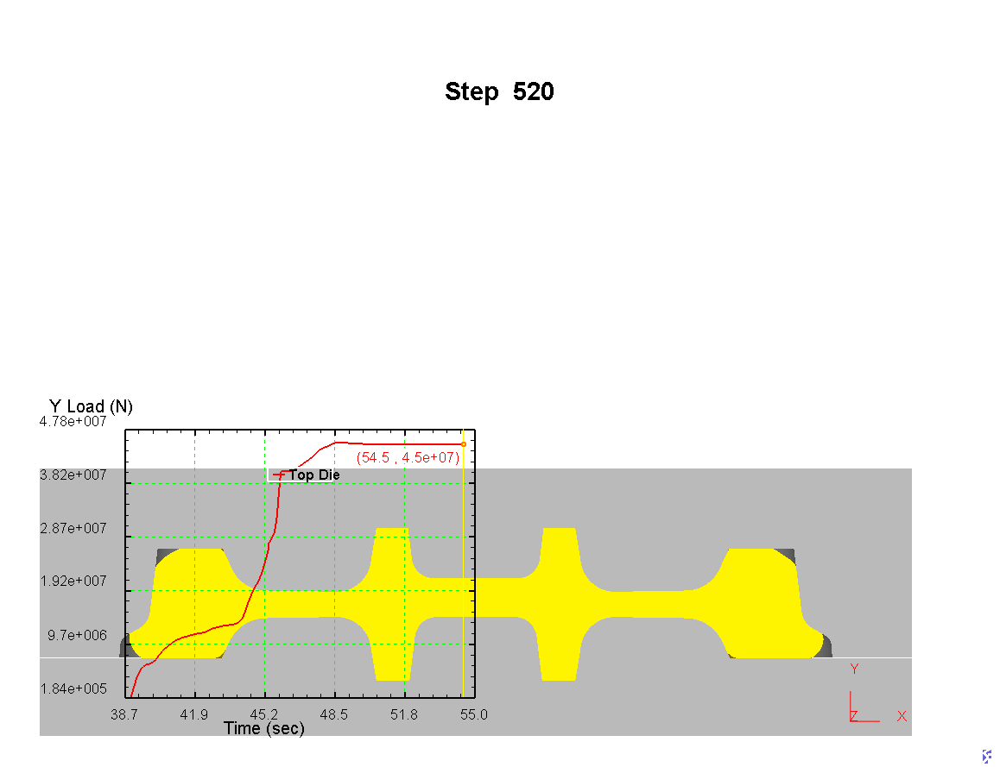 Step 520
Y Load (N)
4.78e+007
(54.5 , 4.5e+07)
3.82e+007
Top Die
2.87e+007
1.92e+007
9.7e+006
1.84e+005
38.7 41.9 45.2 48.5 51.8 55.0
Time (sec)
Y
Z X